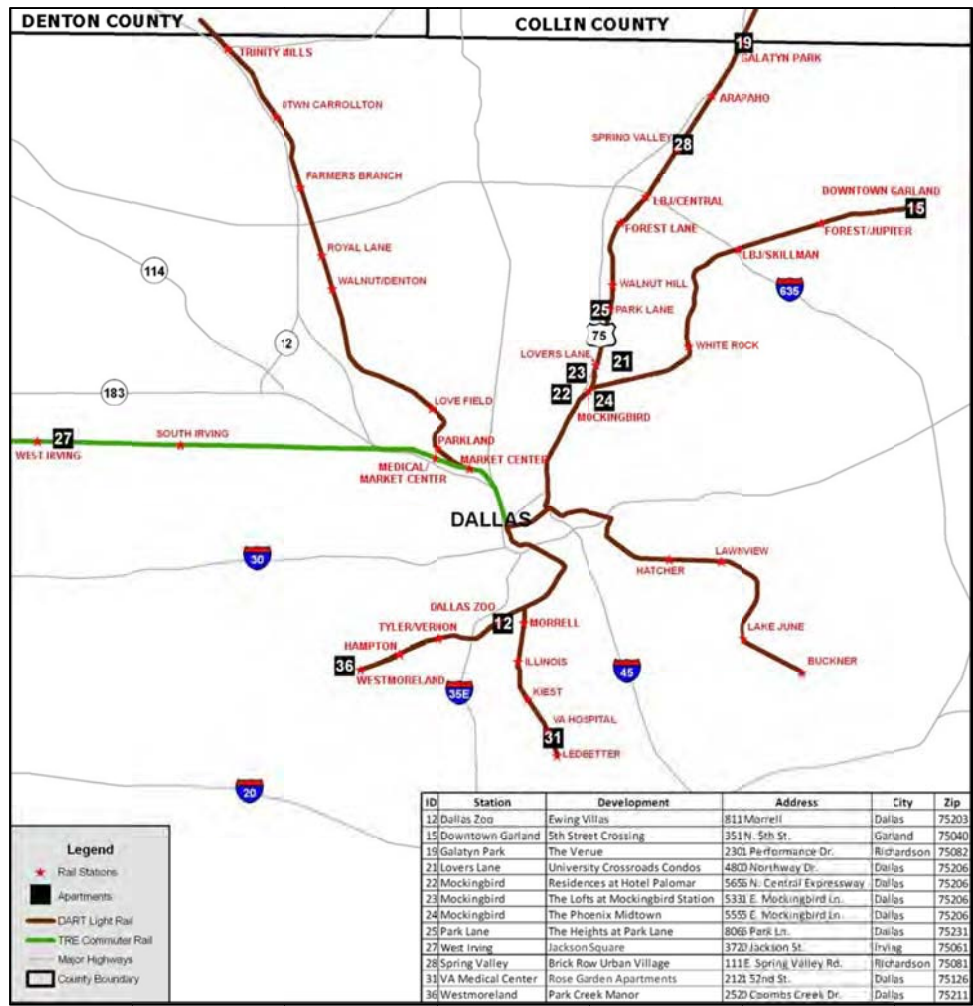 DENTON COUNTY
COLLIN COUNTY
19
TRINITY MILLS
GALATYN PARK
ARAPAHO
DTWN CARROLLTON
SPRING VALLEY
28
FARMERS BRANCH
DOWNTOWN GARLAND
15
LBJ/CENTRAL
FOREST LANE
FOREST/JUPITER
ROYAL LANE
LBJ/SKILLMAN
114
WALNUT/DENTON
WALNUT HILL
635
25
PARK LANE
75
12
WHITE ROCK
LOVERS LANE
21
23
22
24
183
LOVE FIELD
MOCKINGBIRD
27
SOUTH IRVING
WEST IRVING
PARKLAND
MARKET CENTER
MEDICAL/
MARKET CENTER
DALLAS
30
LAWNVIEW
HATCHER
DALLAS ZOO
12
MORRELL
TYLER/VERNON
LAKE JUNE
HAMPTON
36
WESTMORELAND
ILLINOIS
BUCKNER
45
35E
KIEST
VA HOSPITAL
31
LEDBETTER
20
ID Station Development Address City Zip
12 Dallas Zoo Ewing Villas 811 Morrell Dallas 75203
15 Downtown Garland 5th Street Crossing 351 N. 5th St. Garland 75040
19 Galatyn Park The Verue 2301 Performance Dr. Richardson 75082
21 Lovers Lane University Crossroads Condos Northway Dr. Dallas 75206
22 Mockingbird Residences at Hotel Palomar N. Central Expressway Dallas 75206
23 Mockingbird The Lofts at Mockingbird Station 5331 E. Mockingbird Ln. Dallas 75206
24 Mockingbird The Phoenix Midtown 5555 E. Mockingbird Ln. Dallas 75206
25 Park Lane The Heights at Park Lane Park Ln. Dallas 75231
27 West Irving Jackson Square Jackson St. Irving 75061
28 Spring Valley Brick Row Urban Village 111 E. Spring Valley Rd. Richardson 75081
31 VA Medical Center Rose Garden Apartments 52nd St. Dallas 75126
36 Westmoreland Park Creek Manor Coombs Creek Dr. Dallas 75211
Legend
Rail Stations
Apartments
DART Light Rail
TRE Commuter Rail
Major Highways
County Boundary